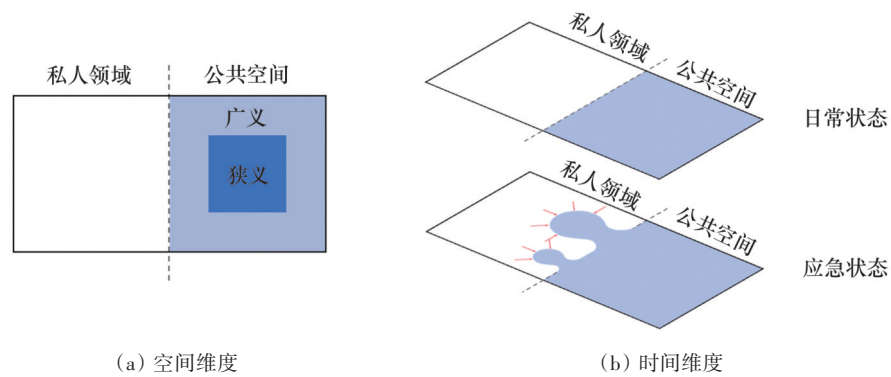 私人领域
公共空间
广义
狭义
(a) 空间维度
私人领域
公共空间
日常状态
私人领域
公共空间
应急状态
(b) 时间维度